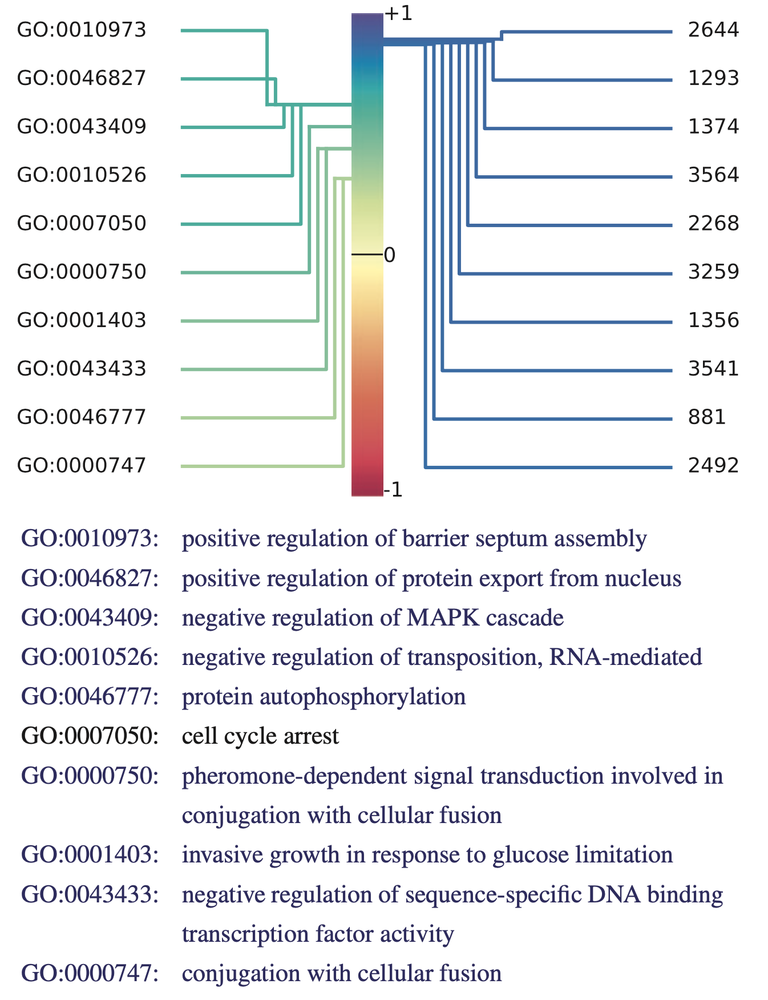 +1
GO:0010973 2644
GO:0046827 1293
GO:0043409 1374
GO:0010526 3564
GO:0007050 2268
0
GO:0000750 3259
GO:0001403 1356
GO:0043433 3541
GO:0046777 881
GO:0000747 2492
-1
GO:0010973: positive regulation of barrier septum assembly
GO:0046827: positive regulation of protein export from nucleus
GO:0043409: negative regulation of MAPK cascade
GO:0010526: negative regulation of transposition, RNA-mediated
GO:0046777: protein autophosphorylation
GO:0007050: cell cycle arrest
GO:0000750: pheromone-dependent signal transduction involved in
conjugation with cellular fusion
GO:0001403: invasive growth in response to glucose limitation
GO:0043433: negative regulation of sequence-specific DNA binding
transcription factor activity
GO:0000747: conjugation with cellular fusion